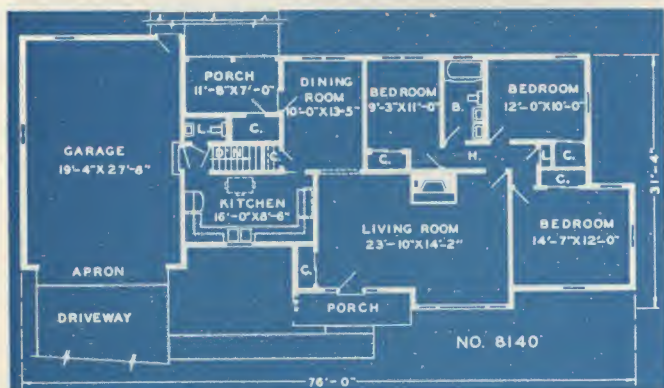 PORCH
11'-8"X7'-0"
DINING
ROOM
10'-0"X13'-5"
BEDROOM
9'-3"X11'-0"
B.
BEDROOM
12'-0"X10'-0"
L.
C.
GARAGE
19'-4"X27'-8"
DN
C.
C.
H.
L.
C.
C.
KITCHEN
16'-0"X8'-6"
LIVING ROOM
23'-10"X14'-2"
BEDROOM
14'-7"X12'-0"
31'-4"
APRON
C.
DRIVEWAY
PORCH
NO. 8140
76'-0"